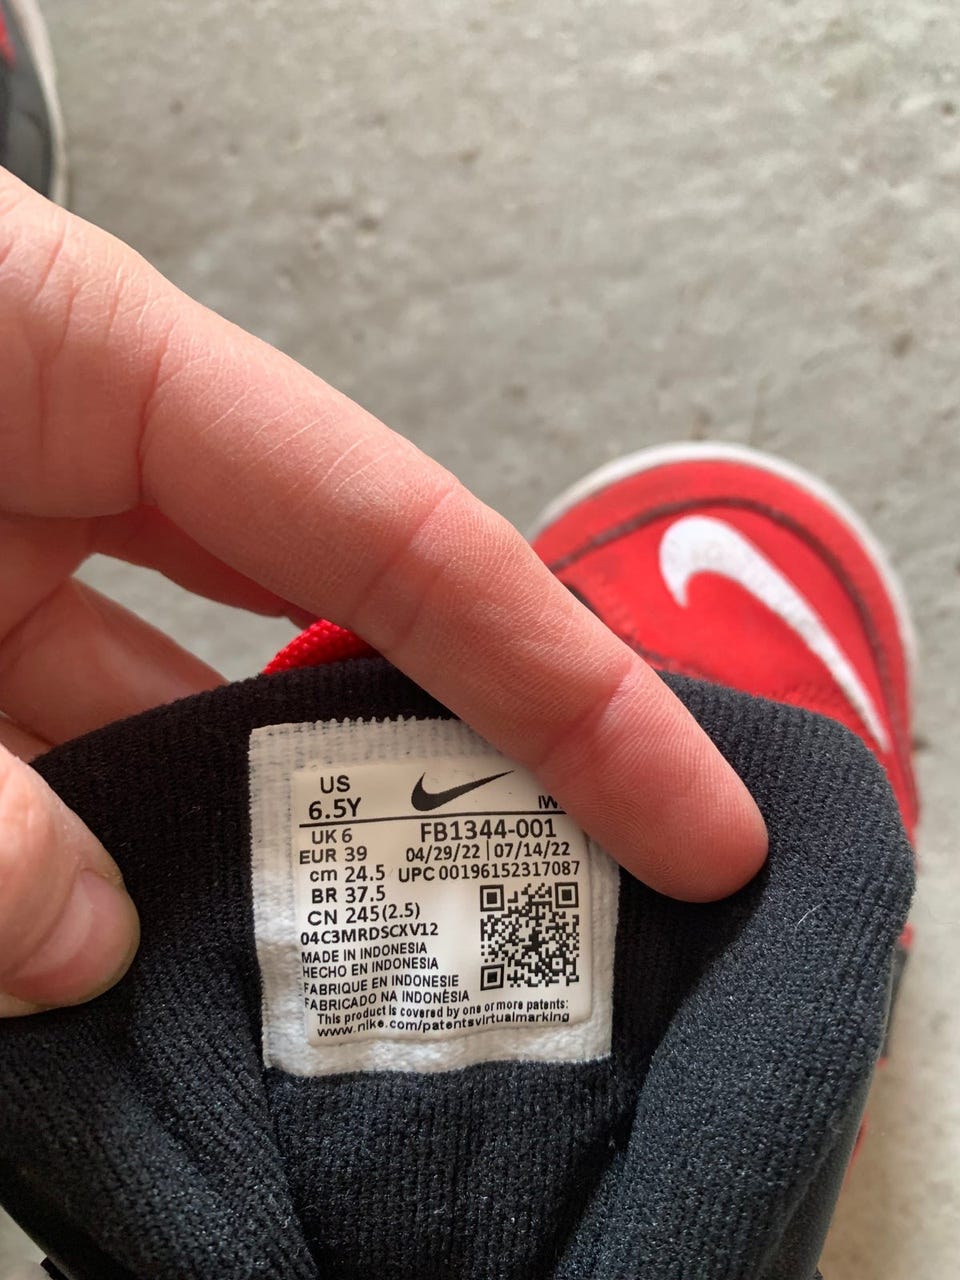 US
6.5Y
UK 6
EUR 39
cm 24.5
BR 37.5
CN 245(2.5)
FB1344-001
04/29/22 | 07/14/22
UPC 00196152317087
04C3MRDSCXV12
MADE IN INDONESIA
HECHO EN INDONESIA
FABRIQUE EN INDONESIE
FABRICADO NA INDONÉSIA
This product is covered by one or more patents:
www.nike.com/patentsvirtualmarking